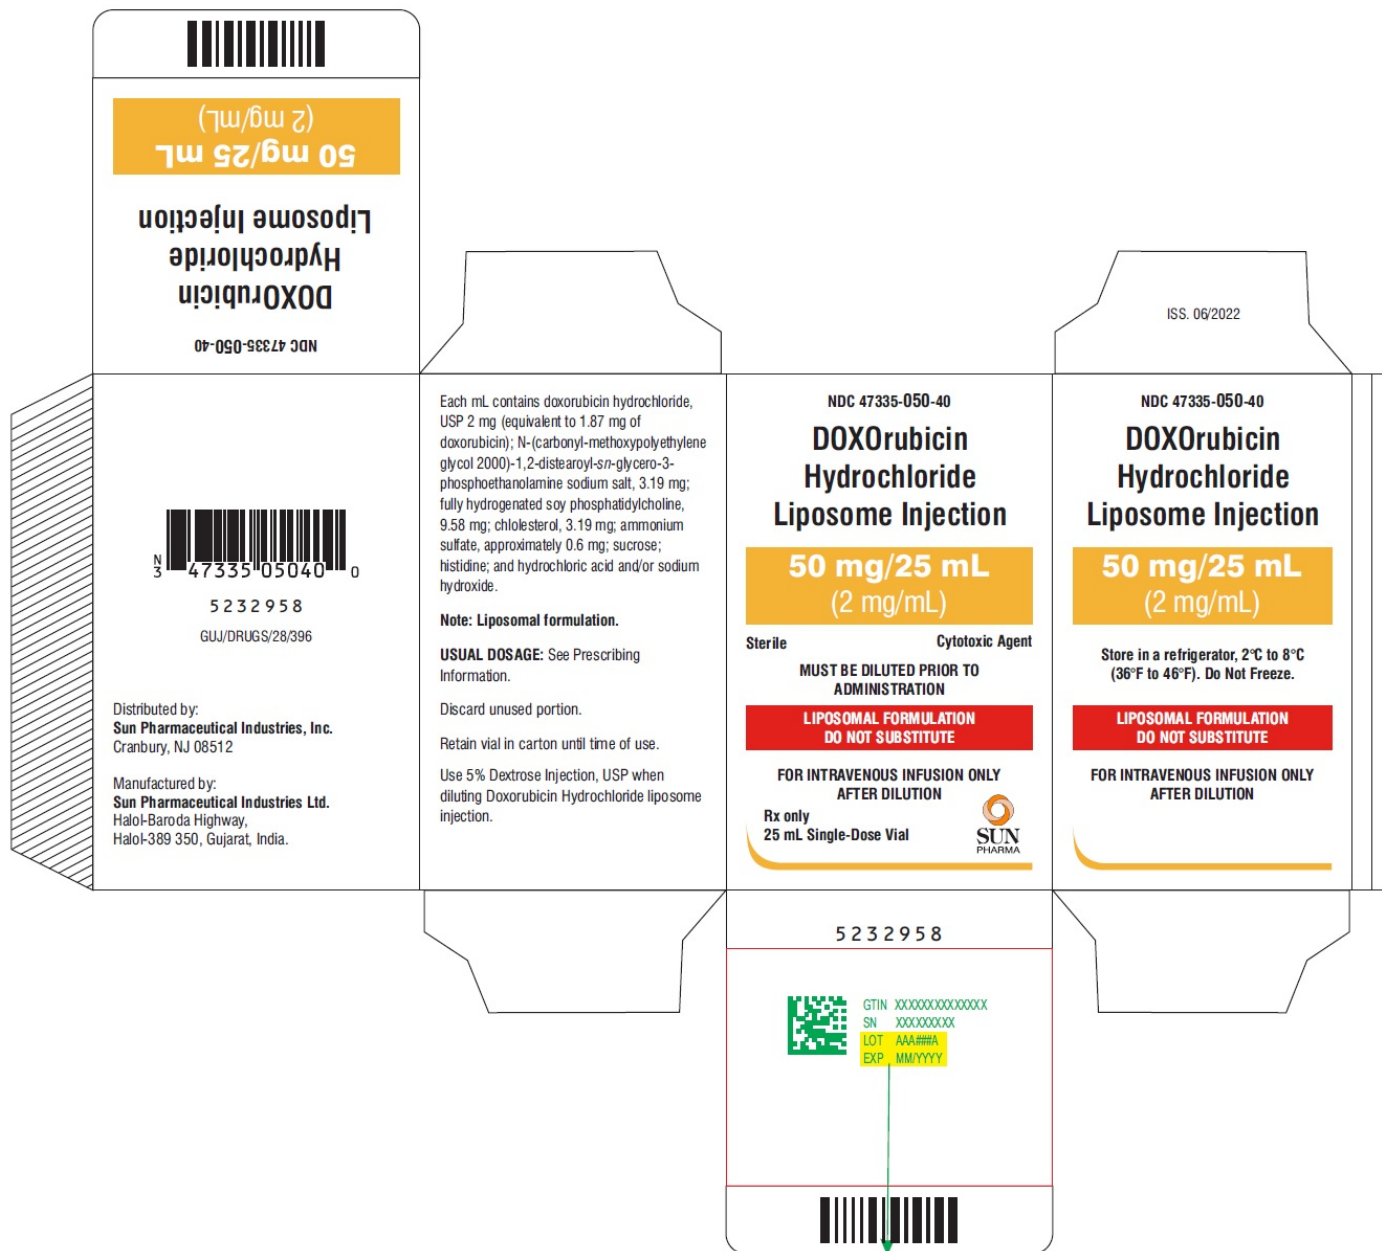 50 mg/25 mL
(2 mg/mL)
DOXOrubicin
Hydrochloride
Liposome Injection
NDC 47335-050-40
N
3
47335 05040
0
5232958
GUJ/DRUGS/28/396
Distributed by:
Sun Pharmaceutical Industries, Inc.
Cranbury, NJ 08512
Manufactured by:
Sun Pharmaceutical Industries Ltd.
Halol-Baroda Highway,
Halol-389 350, Gujarat, India.
Each mL contains doxorubicin hydrochloride,
USP 2 mg (equivalent to 1.87 mg of
doxorubicin); N-(carbonyl-methoxypolyethylene
glycol 2000)-1,2-distearoyl-sn-glycero-3-
phosphoethanolamine sodium salt, 3.19 mg;
fully hydrogenated soy phosphatidylcholine,
9.58 mg; chlolesterol, 3.19 mg; ammonium
sulfate, approximately 0.6 mg; sucrose;
histidine; and hydrochloric acid and/or sodium
hydroxide.
Note: Liposomal formulation.
USUAL DOSAGE: See Prescribing
Information.
Discard unused portion.
Retain vial in carton until time of use.
Use 5% Dextrose Injection, USP when
diluting Doxorubicin Hydrochloride liposome
injection.
NDC 47335-050-40
DOXOrubicin
Hydrochloride
Liposome Injection
50 mg/25 mL
(2 mg/mL)
Sterile Cytotoxic Agent
MUST BE DILUTED PRIOR TO
ADMINISTRATION
LIPOSOMAL FORMULATION
DO NOT SUBSTITUTE
FOR INTRAVENOUS INFUSION ONLY
AFTER DILUTION
Rx only
25 mL Single-Dose Vial
SUN
PHARMA
ISS. 06/2022
NDC 47335-050-40
DOXOrubicin
Hydrochloride
Liposome Injection
50 mg/25 mL
(2 mg/mL)
Store in a refrigerator, 2°C to 8°C
(36°F to 46°F). Do Not Freeze.
LIPOSOMAL FORMULATION
DO NOT SUBSTITUTE
FOR INTRAVENOUS INFUSION ONLY
AFTER DILUTION
5232958
GTIN XXXXXXXXXXXXXX
SN XXXXXXXXX
LOT AAA###A
EXP MM/YYYY